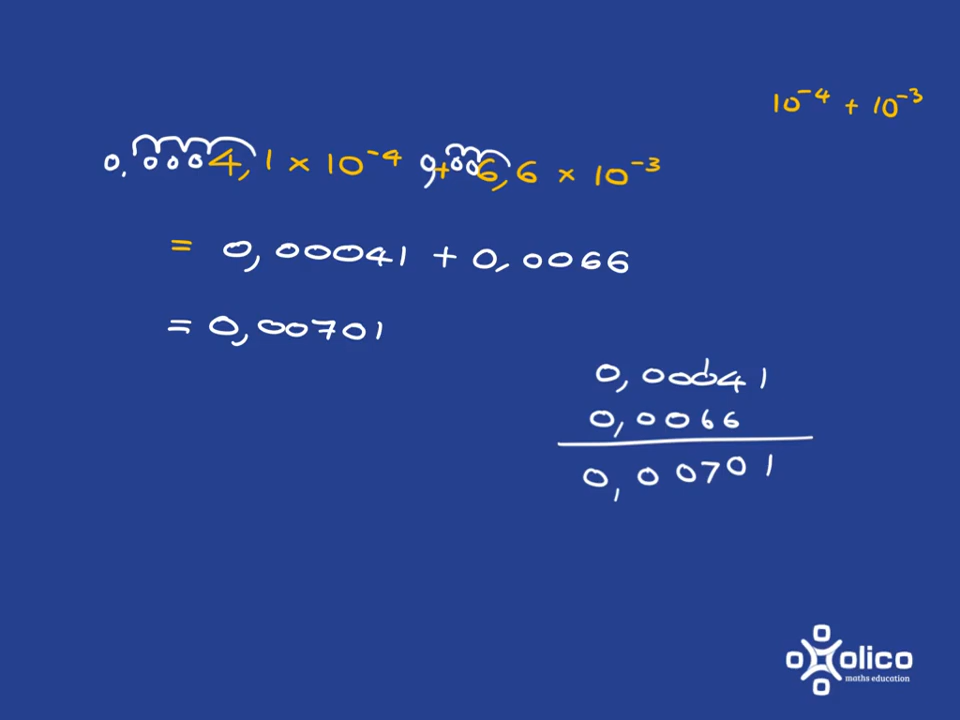 10⁻⁴ + 10⁻³
0,0004,1 × 10⁻⁴ + 0,006,6 × 10⁻³
= 0,00041 + 0,0066
= 0,00701
1
0,00041
0,0066
0,00701
olico
maths education